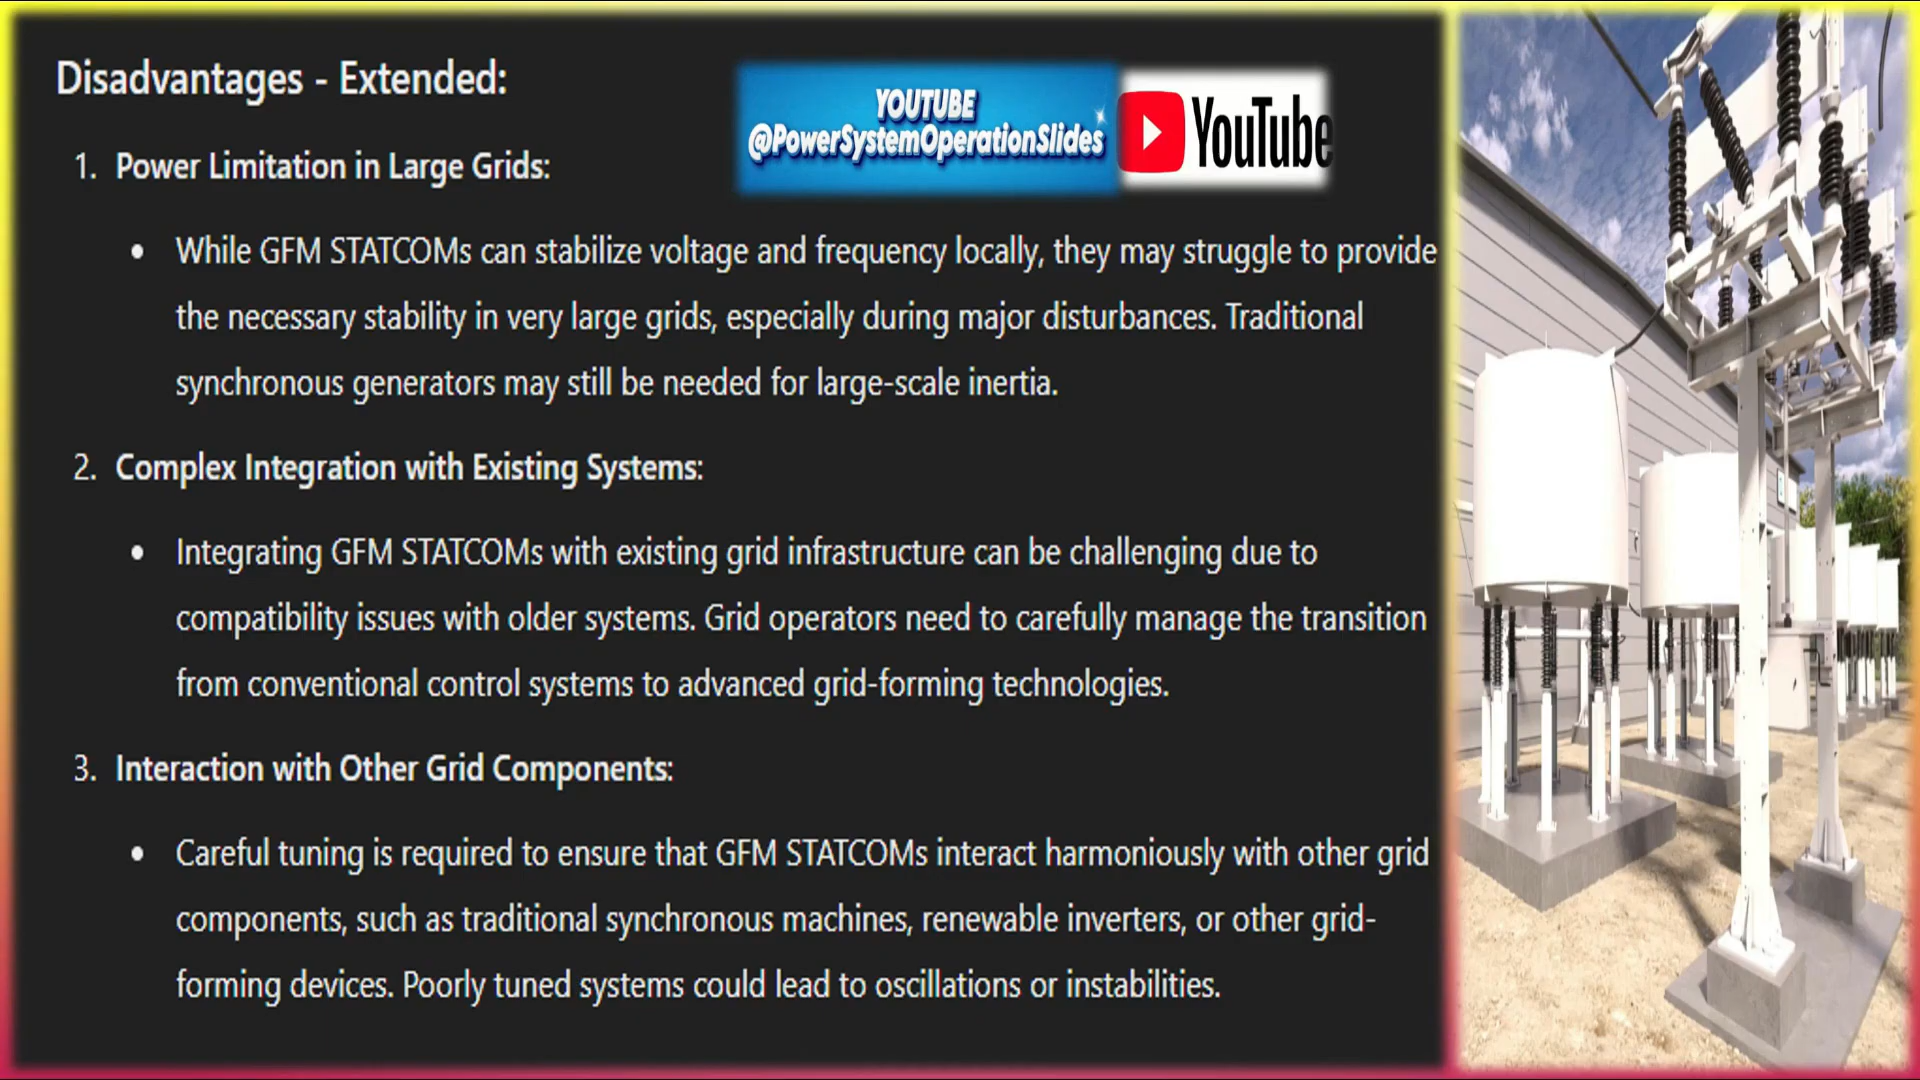 Disadvantages - Extended:
YOUTUBE
@PowerSystemOperationSlides
YouTube
1. Power Limitation in Large Grids:
• While GFM STATCOMs can stabilize voltage and frequency locally, they may struggle to provide
the necessary stability in very large grids, especially during major disturbances. Traditional
synchronous generators may still be needed for large-scale inertia.
2. Complex Integration with Existing Systems:
• Integrating GFM STATCOMs with existing grid infrastructure can be challenging due to
compatibility issues with older systems. Grid operators need to carefully manage the transition
from conventional control systems to advanced grid-forming technologies.
3. Interaction with Other Grid Components:
• Careful tuning is required to ensure that GFM STATCOMs interact harmoniously with other grid
components, such as traditional synchronous machines, renewable inverters, or other grid-
forming devices. Poorly tuned systems could lead to oscillations or instabilities.